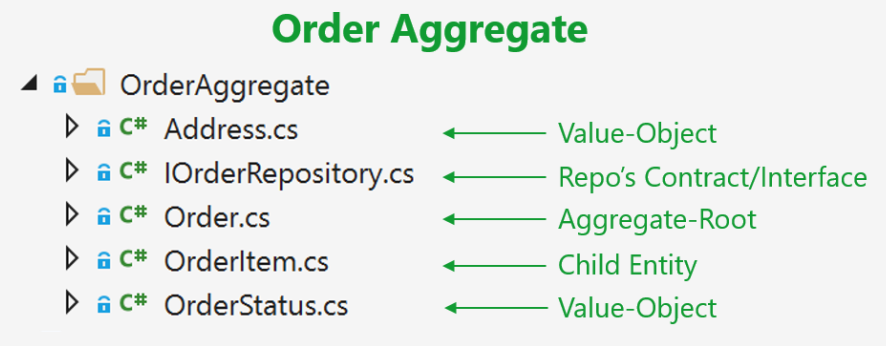 Order Aggregate
OrderAggregate
C# Address.cs Value-Object
C# IOrderRepository.cs Repo's Contract/Interface
C# Order.cs Aggregate-Root
C# OrderItem.cs Child Entity
C# OrderStatus.cs Value-Object